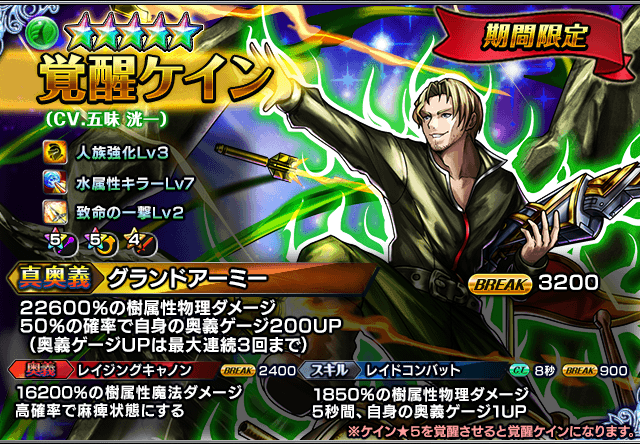 期間限定
覚醒ケイン
(CV.五味 洸一)
人族強化Lv3
水属性キラーLv7
致命の一撃Lv2
5 5 4
真奥義 グランドアーミー BREAK 3200
22600%の樹属性物理ダメージ
50%の確率で自身の奥義ゲージ200UP
(奥義ゲージUPは最大連続3回まで)
奥義 レイジングキャノン BREAK 2400
16200%の樹属性魔法ダメージ
高確率で麻痺状態にする
スキル レイドコンバット CT 8秒 BREAK 900
1850%の樹属性物理ダメージ
5秒間、自身の奥義ゲージ1UP
※ケイン★5を覚醒させると覚醒ケインになります。